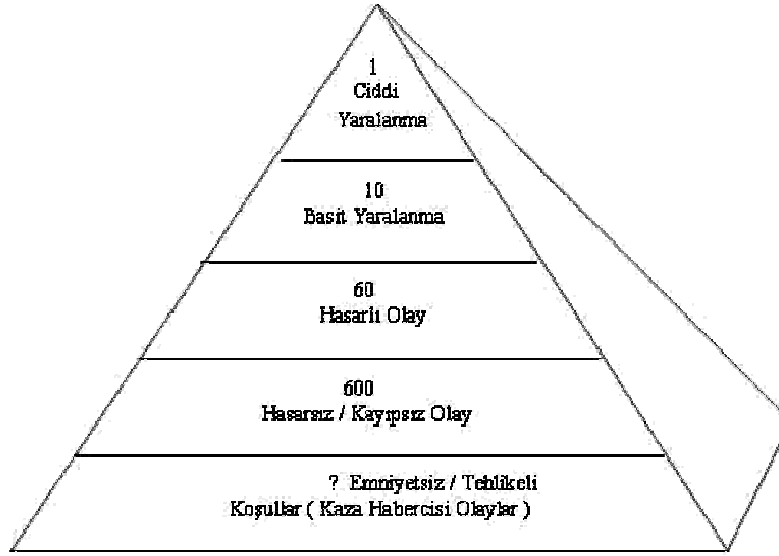 1
Ciddi
Yaralanma
10
Basit Yaralanma
60
Hasarlı Olay
600
Hasarsız / Kayıpsız Olay
? Emniyetsiz / Tehlikeli
Koşullar ( Kaza Habercisi Olaylar )